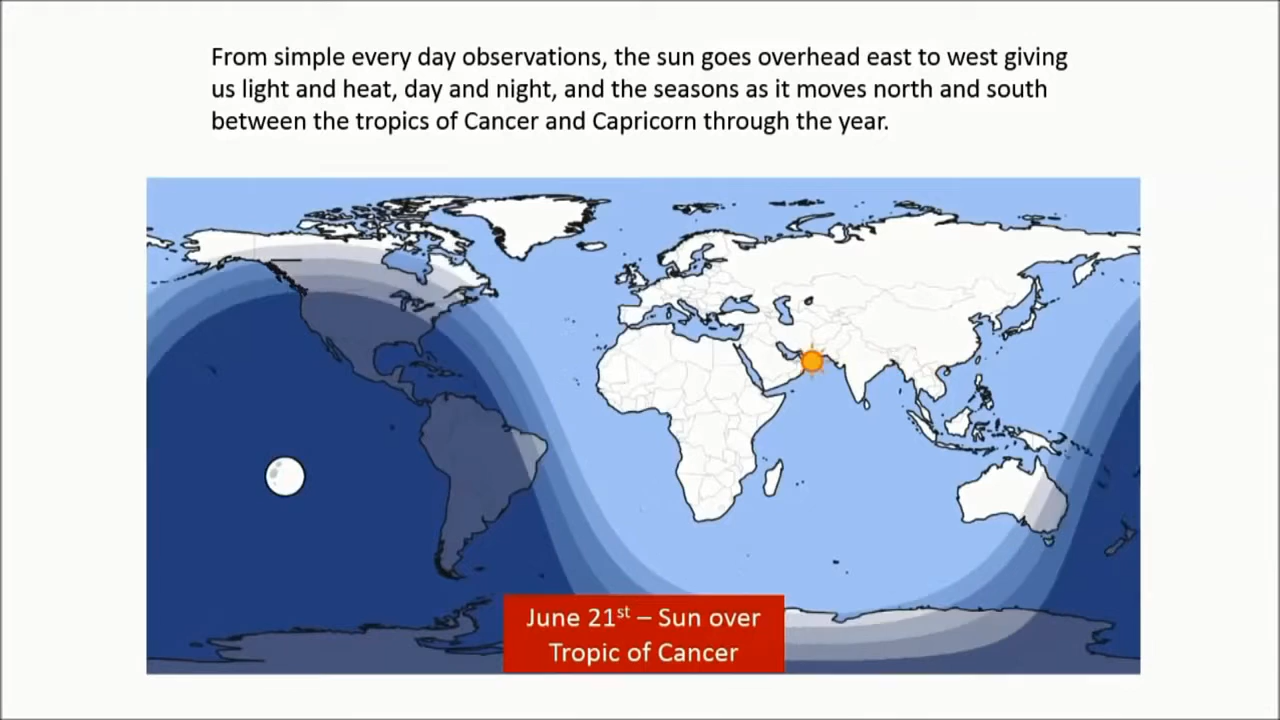 From simple every day observations, the sun goes overhead east to west giving
us light and heat, day and night, and the seasons as it moves north and south
between the tropics of Cancer and Capricorn through the year.
June 21st – Sun over
Tropic of Cancer